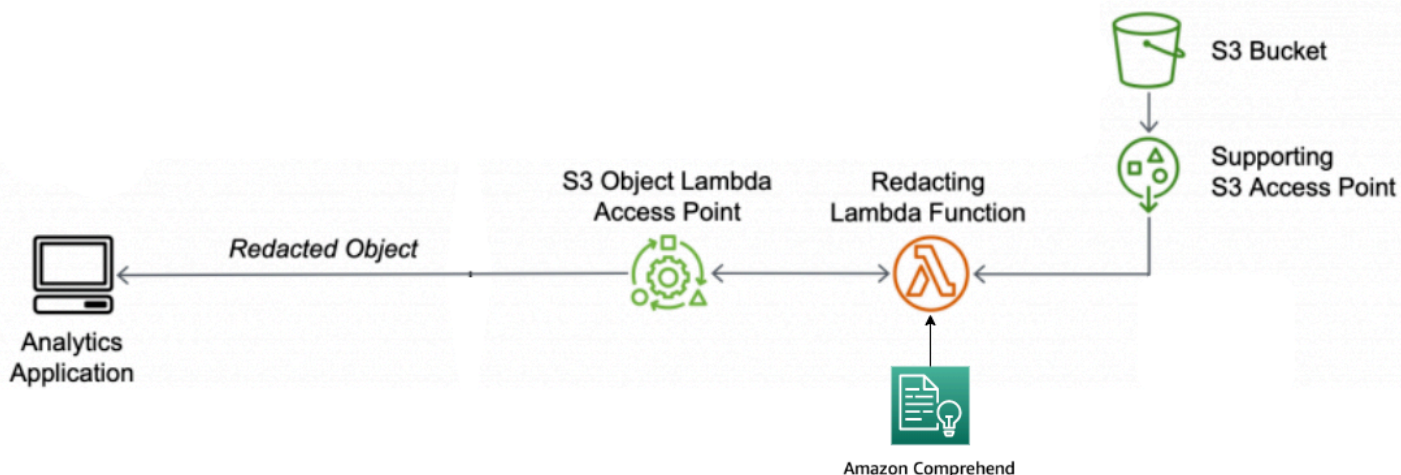 S3 Bucket
Supporting
S3 Access Point
S3 Object Lambda
Access Point
Redacting
Lambda Function
Redacted Object
Analytics
Application
Amazon Comprehend